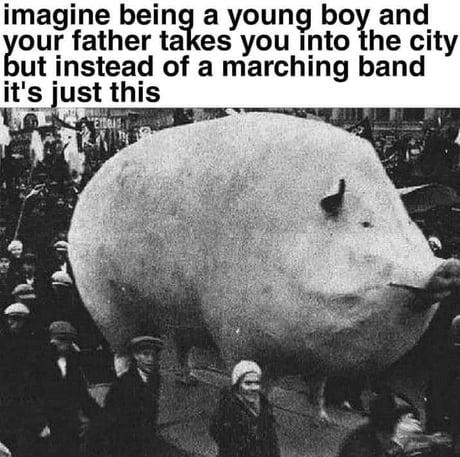 imagine being a young boy and
your father takes you into the city
but instead of a marching band
it's just this